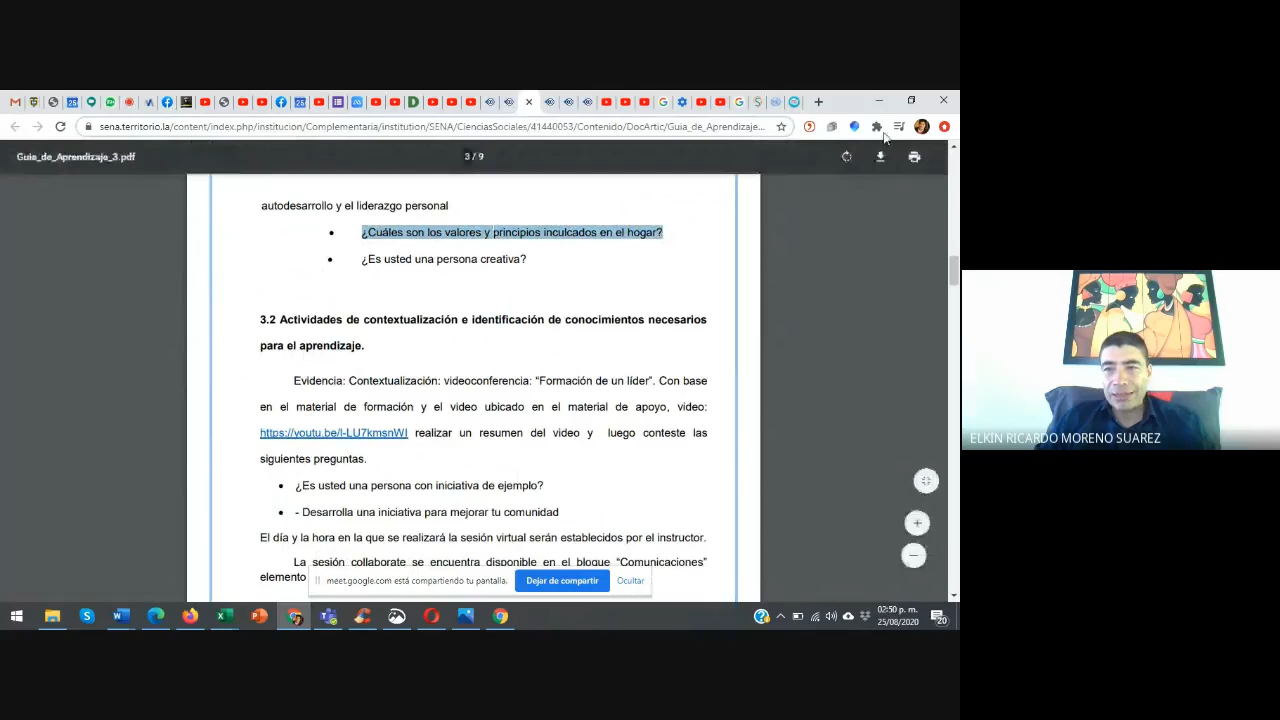 sena.territorio.la/content/index.php/institucion/Complementaria/institution/SENA/CienciasSociales/41440053/Contenido/DocArtic/Guia_de_Aprendizaje...
Guia_de_Aprendizaje_3.pdf
3 / 9
autodesarrollo y el liderazgo personal
• ¿Cuáles son los valores y principios inculcados en el hogar?
• ¿Es usted una persona creativa?
3.2 Actividades de contextualización e identificación de conocimientos necesarios
para el aprendizaje.
Evidencia: Contextualización: videoconferencia: “Formación de un líder”. Con base
en el material de formación y el video ubicado en el material de apoyo, video:
https://youtu.be/l-LU7kmsnWI realizar un resumen del video y luego conteste las
siguientes preguntas.
• ¿Es usted una persona con iniciativa de ejemplo?
• - Desarrolla una iniciativa para mejorar tu comunidad
El día y la hora en la que se realizará la sesión virtual serán establecidos por el instructor.
La sesión collaborate se encuentra disponible en el bloque “Comunicaciones”
elemento
meet.google.com está compartiendo tu pantalla.
Dejar de compartir
Ocultar
ELKIN RICARDO MORENO SUAREZ
02:50 p. m.
25/08/2020
20